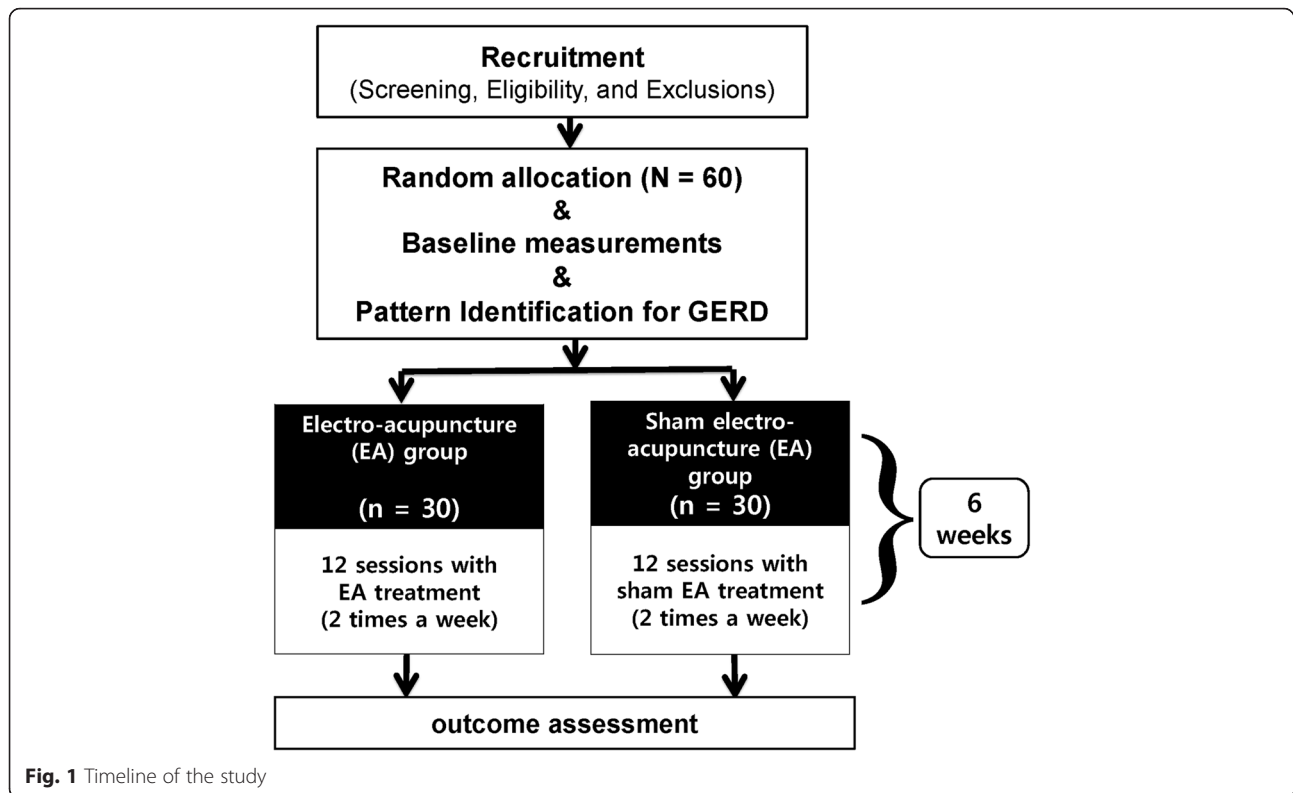 Recruitment
(Screening, Eligibility, and Exclusions)
Random allocation (N = 60)
&
Baseline measurements
&
Pattern Identification for GERD
Electro-acupuncture
(EA) group
(n = 30)
12 sessions with
EA treatment
(2 times a week)
Sham electro-
acupuncture (EA)
group
(n = 30)
12 sessions with
sham EA treatment
(2 times a week)
6
weeks
outcome assessment
Fig. 1 Timeline of the study